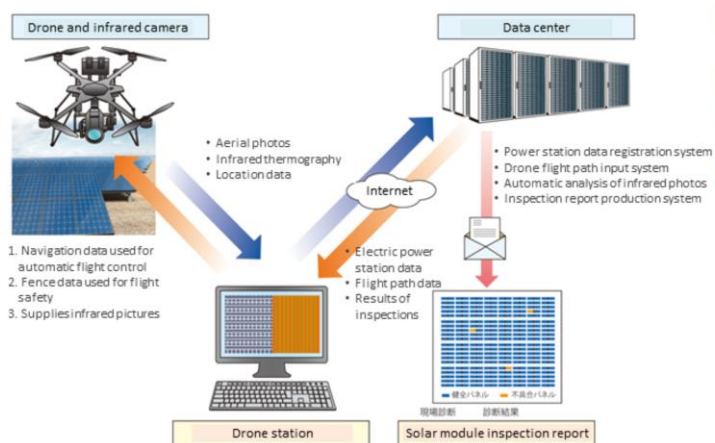 Drone and infrared camera
Data center
• Aerial photos
• Infrared thermography
• Location data
Internet
• Power station data registration system
• Drone flight path input system
• Automatic analysis of infrared photos
• Inspection report production system
1. Navigation data used for
automatic flight control
2. Fence data used for flight
safety
3. Supplies infrared pictures
• Electric power
station data
• Flight path data
• Results of
inspections
健全パネル
不具合パネル
現場診断
診断結果
Drone station
Solar module inspection report